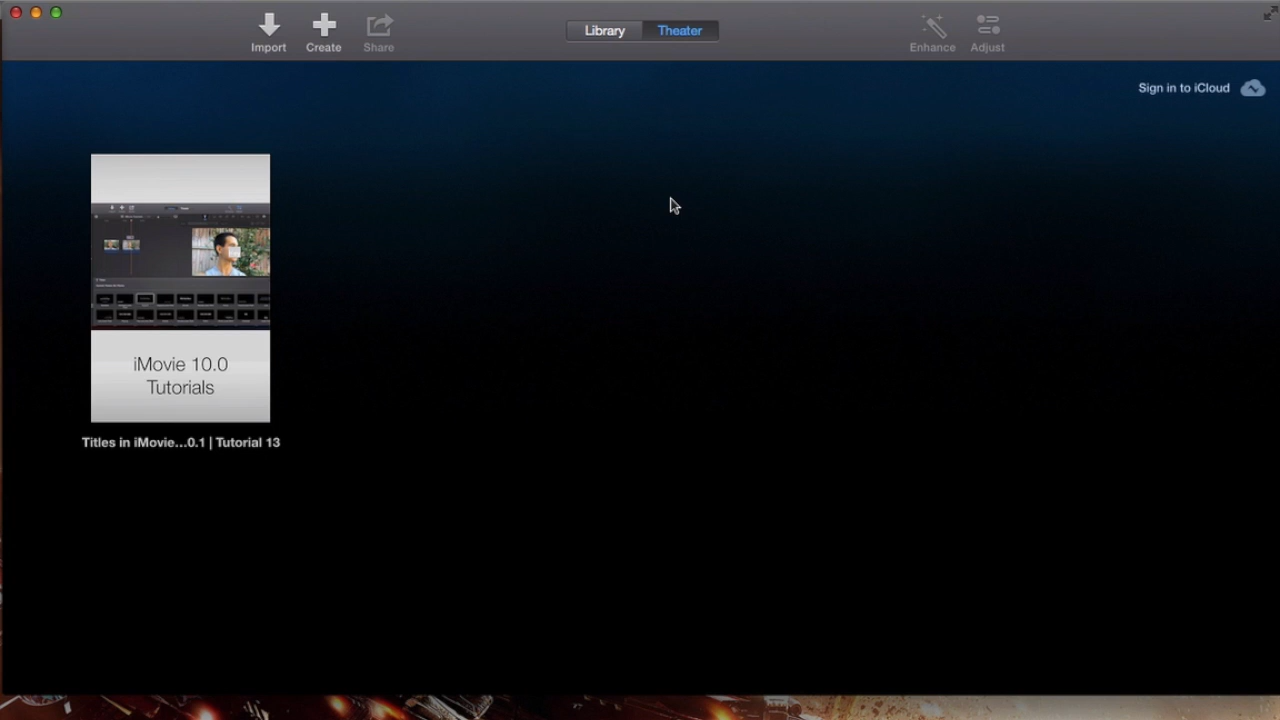 Library Theater
Import Create Share
Enhance Adjust
Sign in to iCloud
iMovie 10.0
Tutorials
Titles in iMovie...0.1 | Tutorial 13